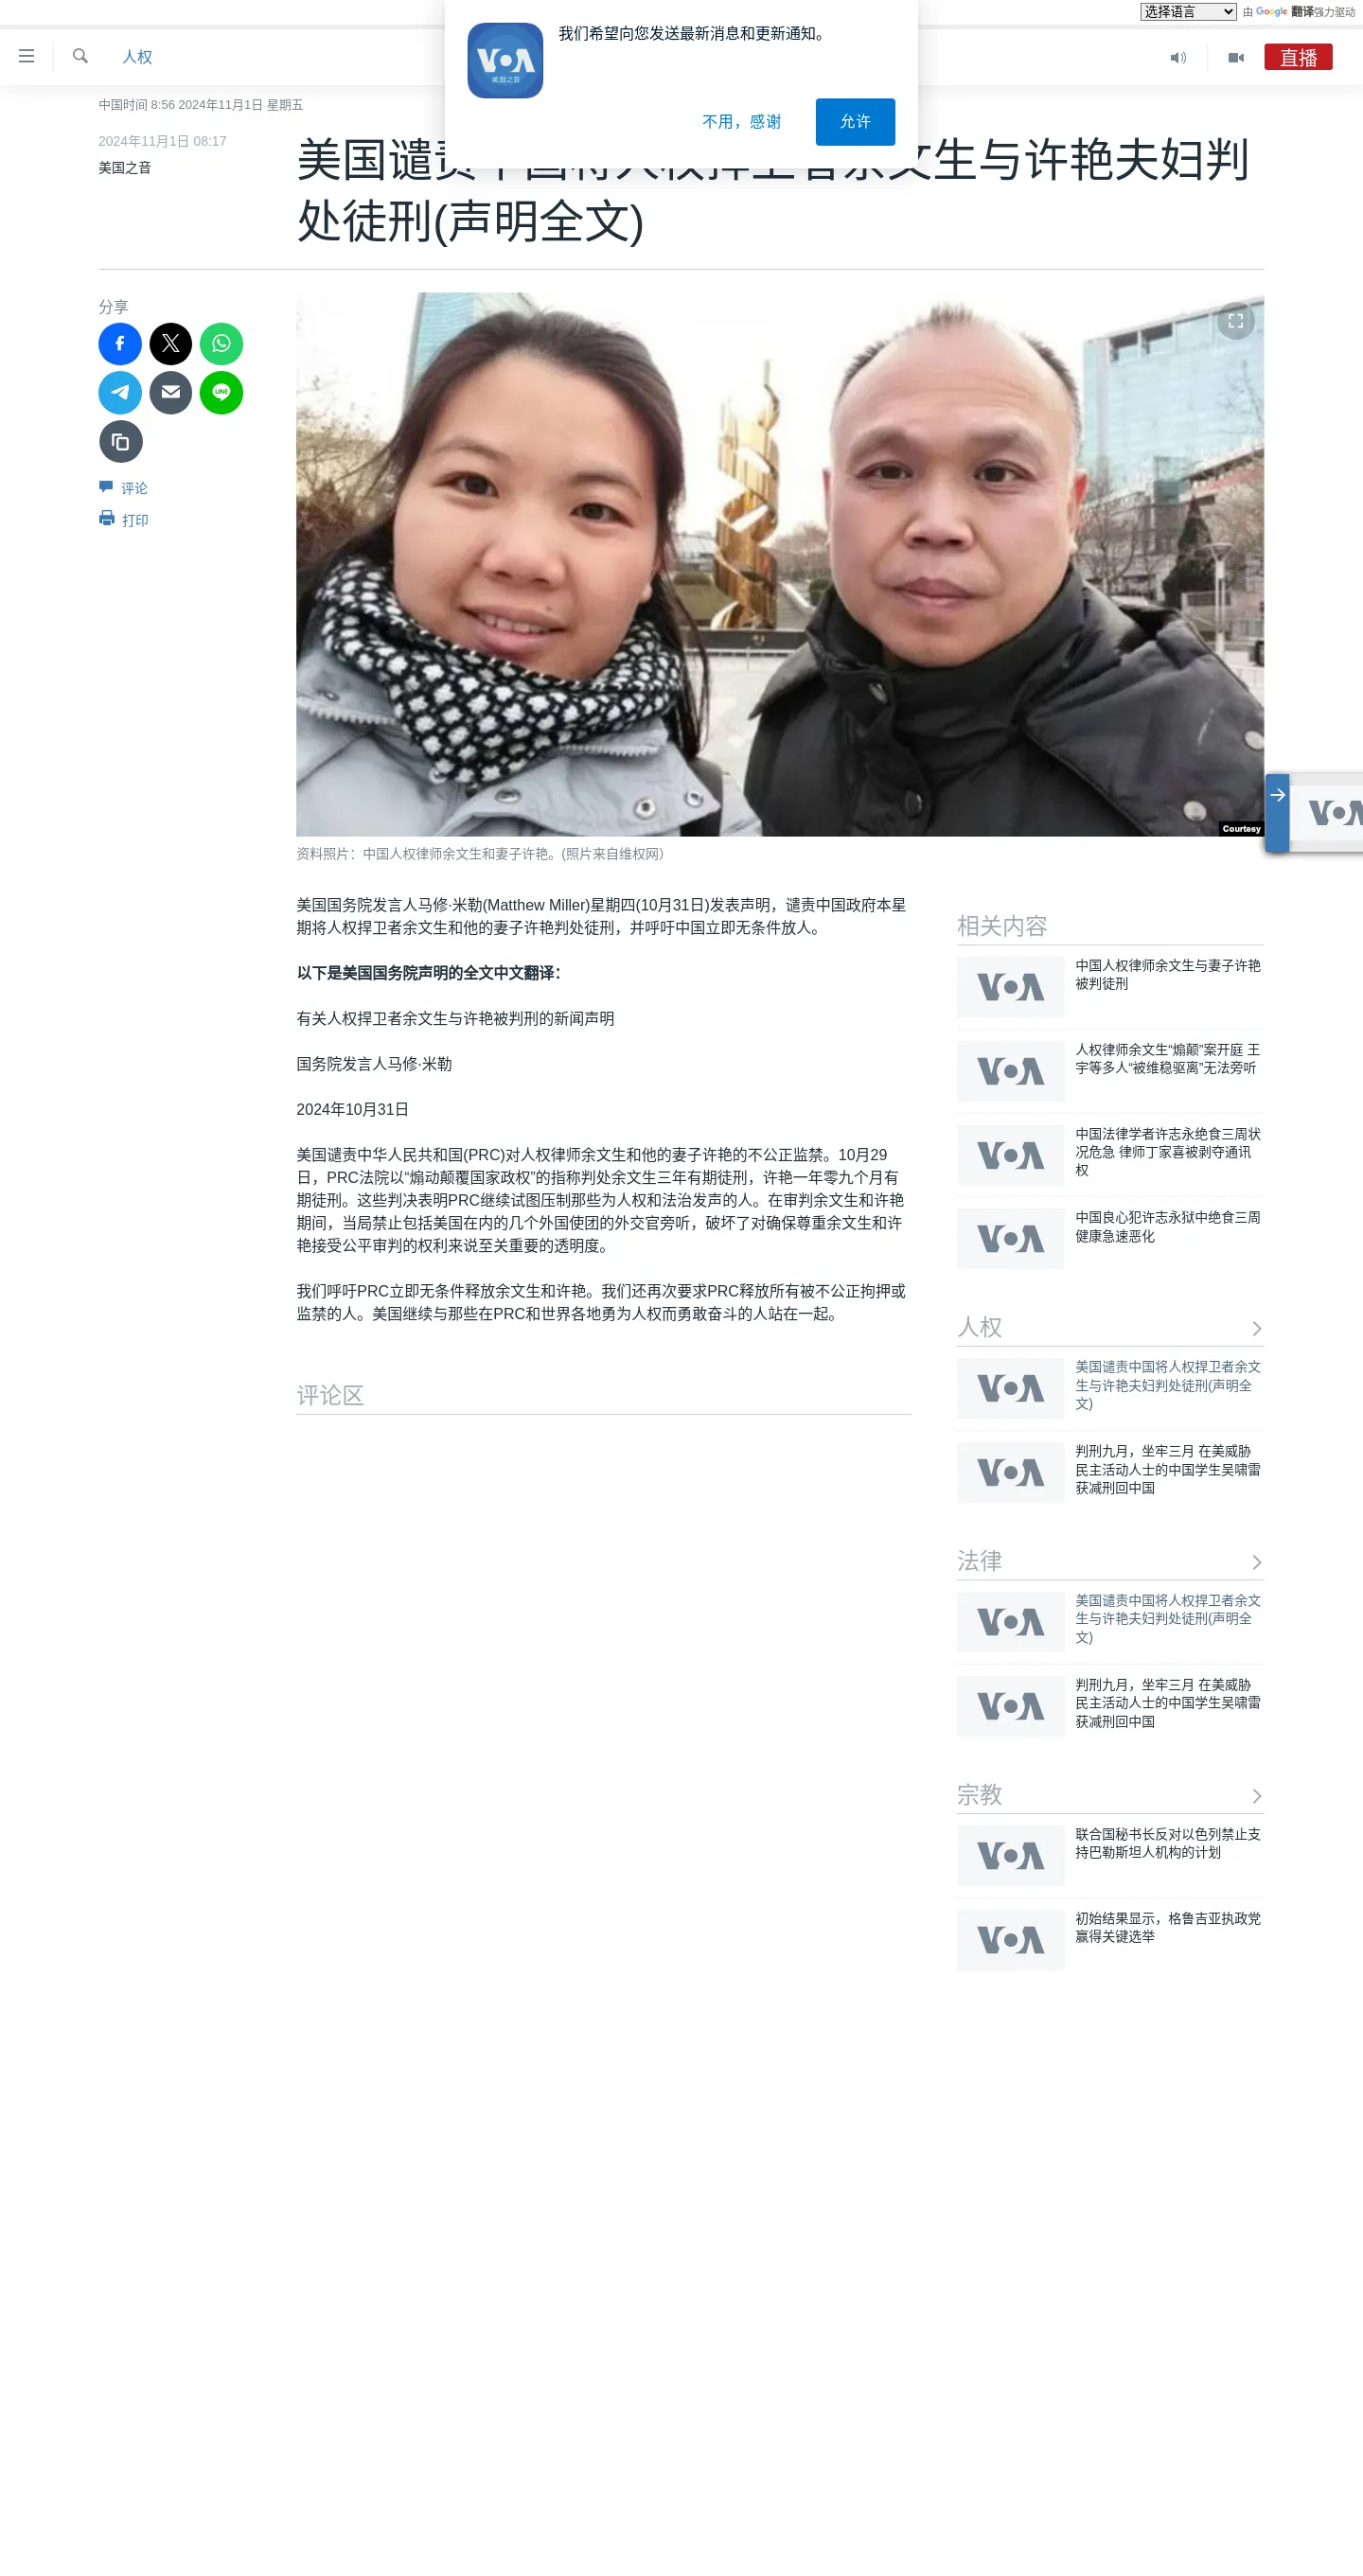 选择语言
由 Google 翻译强力驱动
我们希望向您发送最新消息和更新通知。
VOA
美国之音
不用，感谢
允许
人权
直播
中国时间 8:56 2024年11月1日 星期五
2024年11月1日 08:17
美国之音
美国谴责中国将人权捍卫者余文生与许艳夫妇判
处徒刑(声明全文)
分享
LINE
评论
打印
Courtesy
资料照片：中国人权律师余文生和妻子许艳。(照片来自维权网）
VOA
美国国务院发言人马修·米勒(Matthew Miller)星期四(10月31日)发表声明，谴责中国政府本星
期将人权捍卫者余文生和他的妻子许艳判处徒刑，并呼吁中国立即无条件放人。
以下是美国国务院声明的全文中文翻译：
有关人权捍卫者余文生与许艳被判刑的新闻声明
国务院发言人马修·米勒
2024年10月31日
美国谴责中华人民共和国(PRC)对人权律师余文生和他的妻子许艳的不公正监禁。10月29
日，PRC法院以“煽动颠覆国家政权”的指称判处余文生三年有期徒刑，许艳一年零九个月有
期徒刑。这些判决表明PRC继续试图压制那些为人权和法治发声的人。在审判余文生和许艳
期间，当局禁止包括美国在内的几个外国使团的外交官旁听，破坏了对确保尊重余文生和许
艳接受公平审判的权利来说至关重要的透明度。
我们呼吁PRC立即无条件释放余文生和许艳。我们还再次要求PRC释放所有被不公正拘押或
监禁的人。美国继续与那些在PRC和世界各地勇为人权而勇敢奋斗的人站在一起。
评论区
相关内容
VOA
中国人权律师余文生与妻子许艳
被判徒刑
VOA
人权律师余文生“煽颠”案开庭 王
宇等多人“被维稳驱离”无法旁听
VOA
中国法律学者许志永绝食三周状
况危急 律师丁家喜被剥夺通讯
权
VOA
中国良心犯许志永狱中绝食三周
健康急速恶化
人权
VOA
美国谴责中国将人权捍卫者余文
生与许艳夫妇判处徒刑(声明全
文)
VOA
判刑九月，坐牢三月 在美威胁
民主活动人士的中国学生吴啸雷
获减刑回中国
法律
VOA
美国谴责中国将人权捍卫者余文
生与许艳夫妇判处徒刑(声明全
文)
VOA
判刑九月，坐牢三月 在美威胁
民主活动人士的中国学生吴啸雷
获减刑回中国
宗教
VOA
联合国秘书长反对以色列禁止支
持巴勒斯坦人机构的计划
VOA
初始结果显示，格鲁吉亚执政党
赢得关键选举